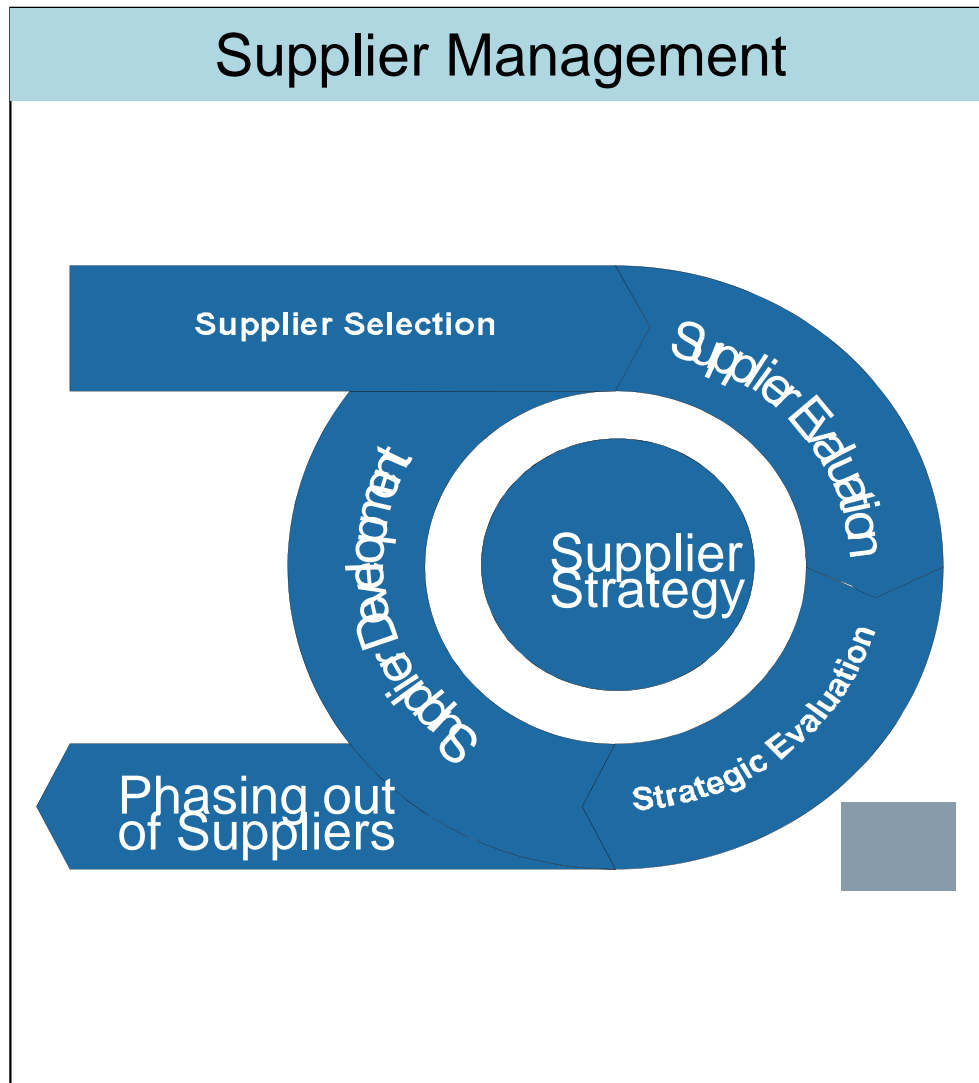 Supplier Management
Supplier Selection
Supplier Evaluation
Supplier Development
Supplier
Strategy
Strategic Evaluation
Phasing out
of Suppliers